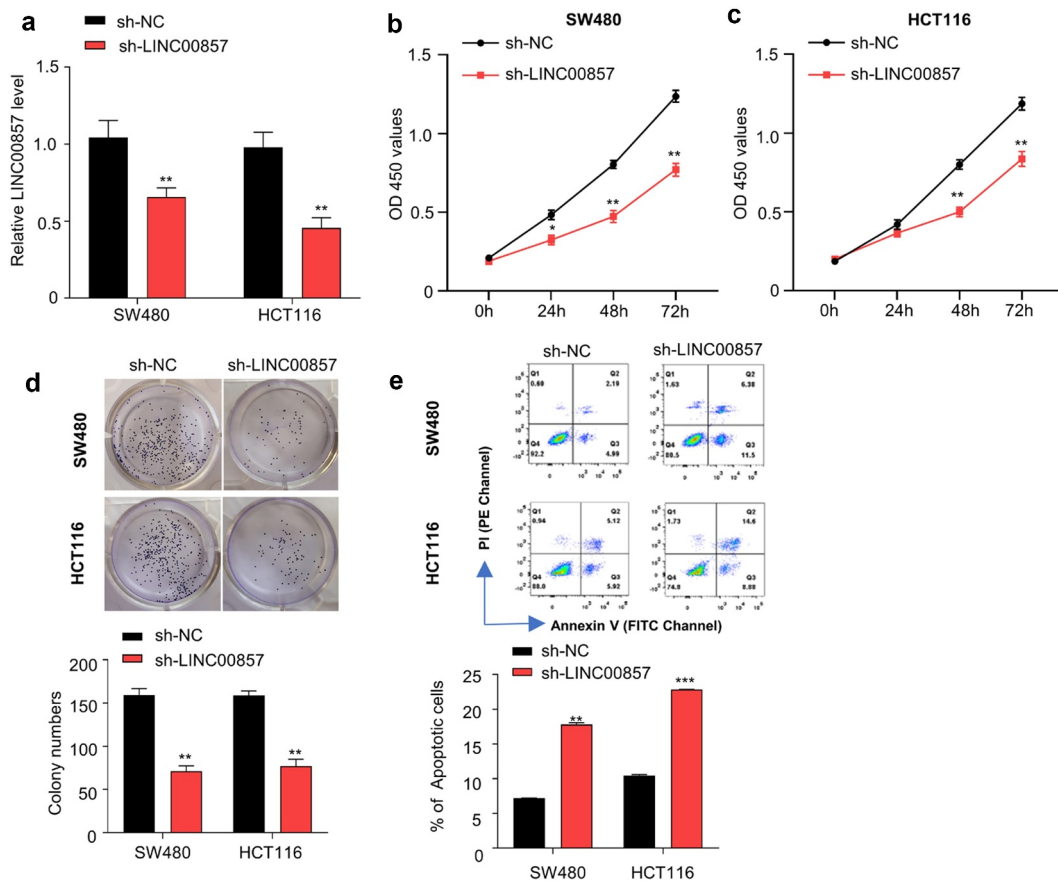 a
sh-NC
sh-LINC00857
Relative LINC00857 level
1.5
1.0
0.5
0
SW480
HCT116
b
SW480
sh-NC
sh-LINC00857
OD 450 values
1.0
0.5
0
*
**
**
0h
24h
48h
72h
c
HCT116
sh-NC
sh-LINC00857
OD 450 values
1.5
1.0
0.5
0
**
**
0h
24h
48h
72h
**
**
d
sh-NC
sh-LINC00857
SW480
HCT116
sh-NC
sh-LINC00857
Colony numbers
200
150
100
50
0
**
**
SW480
HCT116
e
sh-NC
sh-LINC00857
SW480
Q1
0.60
Q2
2.19
Q4
92.2
Q3
4.99
Q1
1.63
Q2
6.38
Q4
80.5
Q3
11.5
HCT116
Q1
0.94
Q2
5.12
Q4
88.0
Q3
5.92
Q1
1.73
Q2
14.6
Q4
74.8
Q3
8.88
PI (PE Channel)
Annexin V (FITC Channel)
sh-NC
sh-LINC00857
% of Apoptotic cells
25
20
15
10
5
0
**
***
SW480
HCT116